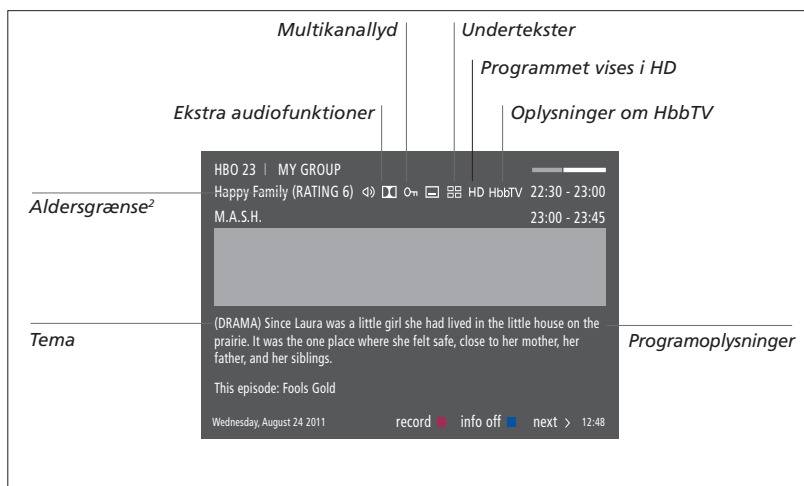 Multikanallyd
Undertekster
Programmet vises i HD
Ekstra audiofunktioner
Oplysninger om HbbTV
HBO 23 | MY GROUP
Happy Family (RATING 6) HD HbbTV 22:30 - 23:00
Aldersgrænse²
M.A.S.H. 23:00 - 23:45
(DRAMA) Since Laura was a little girl she had lived in the little house on the
Tema
prairie. It was the one place where she felt safe, close to her mother, her
Programoplysninger
father, and her siblings.
This episode: Fools Gold
Wednesday, August 24 2011 record info off next > 12:48